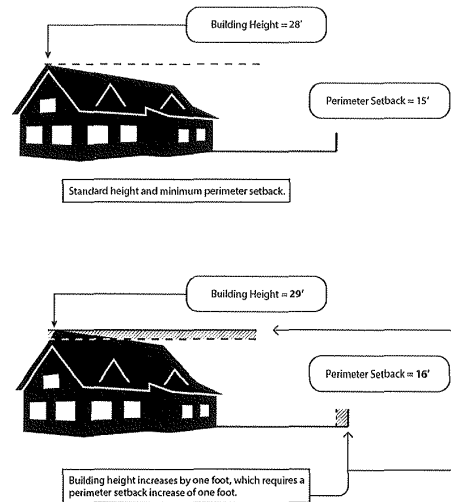 Building Height = 28'
Perimeter Setback = 15'
Standard height and minimum perimeter setback.
Building Height = 29'
Perimeter Setback = 16'
Building height increases by one foot, which requires a
perimeter setback increase of one foot.